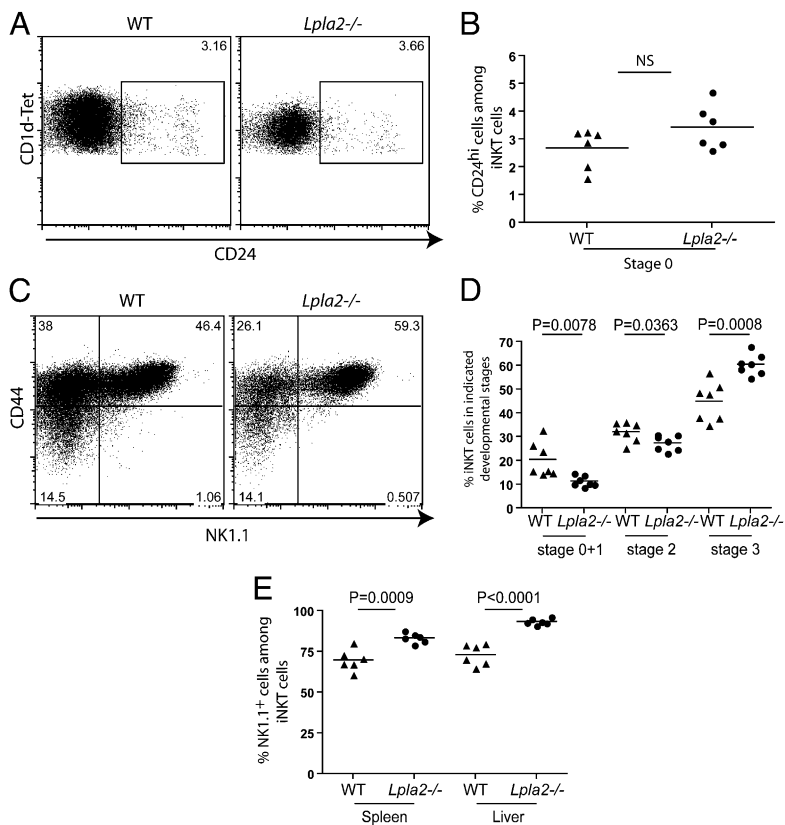 A
WT
Lpla2-/-
3.16
3.66
CD1d-Tet
CD24
B
NS
% CD24hi cells among
iNKT cells
6
5
4
3
2
1
0
WT
Lpla2-/-
Stage 0
C
WT
Lpla2-/-
38
46.4
26.1
59.3
CD44
14.5
1.06
14.1
0.507
NK1.1
D
P=0.0078
P=0.0363
P=0.0008
% iNKT cells in indicated
developmental stages
70
60
50
40
30
20
10
0
WT Lpla2-/- WT Lpla2-/- WT Lpla2-/-
stage 0+1
stage 2
stage 3
E
P=0.0009
P<0.0001
% NK1.1+ cells among
iNKT cells
100
75
50
25
0
WT
Lpla2-/-
WT
Lpla2-/-
Spleen
Liver